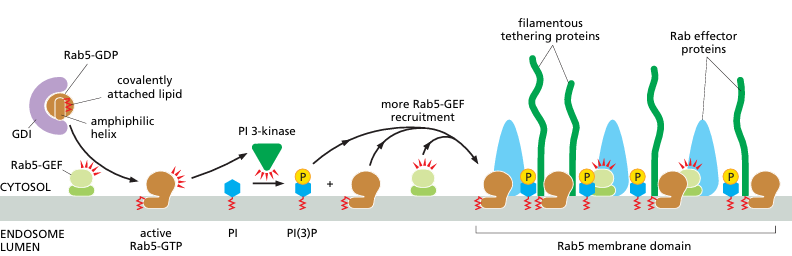 filamentous
tethering proteins
Rab effector
proteins
Rab5-GDP
covalently
attached lipid
amphiphilic
helix
GDI
more Rab5-GEF
recruitment
PI 3-kinase
Rab5-GEF
CYTOSOL
P
+
P
P
P
P
ENDOSOME
LUMEN
active
Rab5-GTP
PI
PI(3)P
Rab5 membrane domain